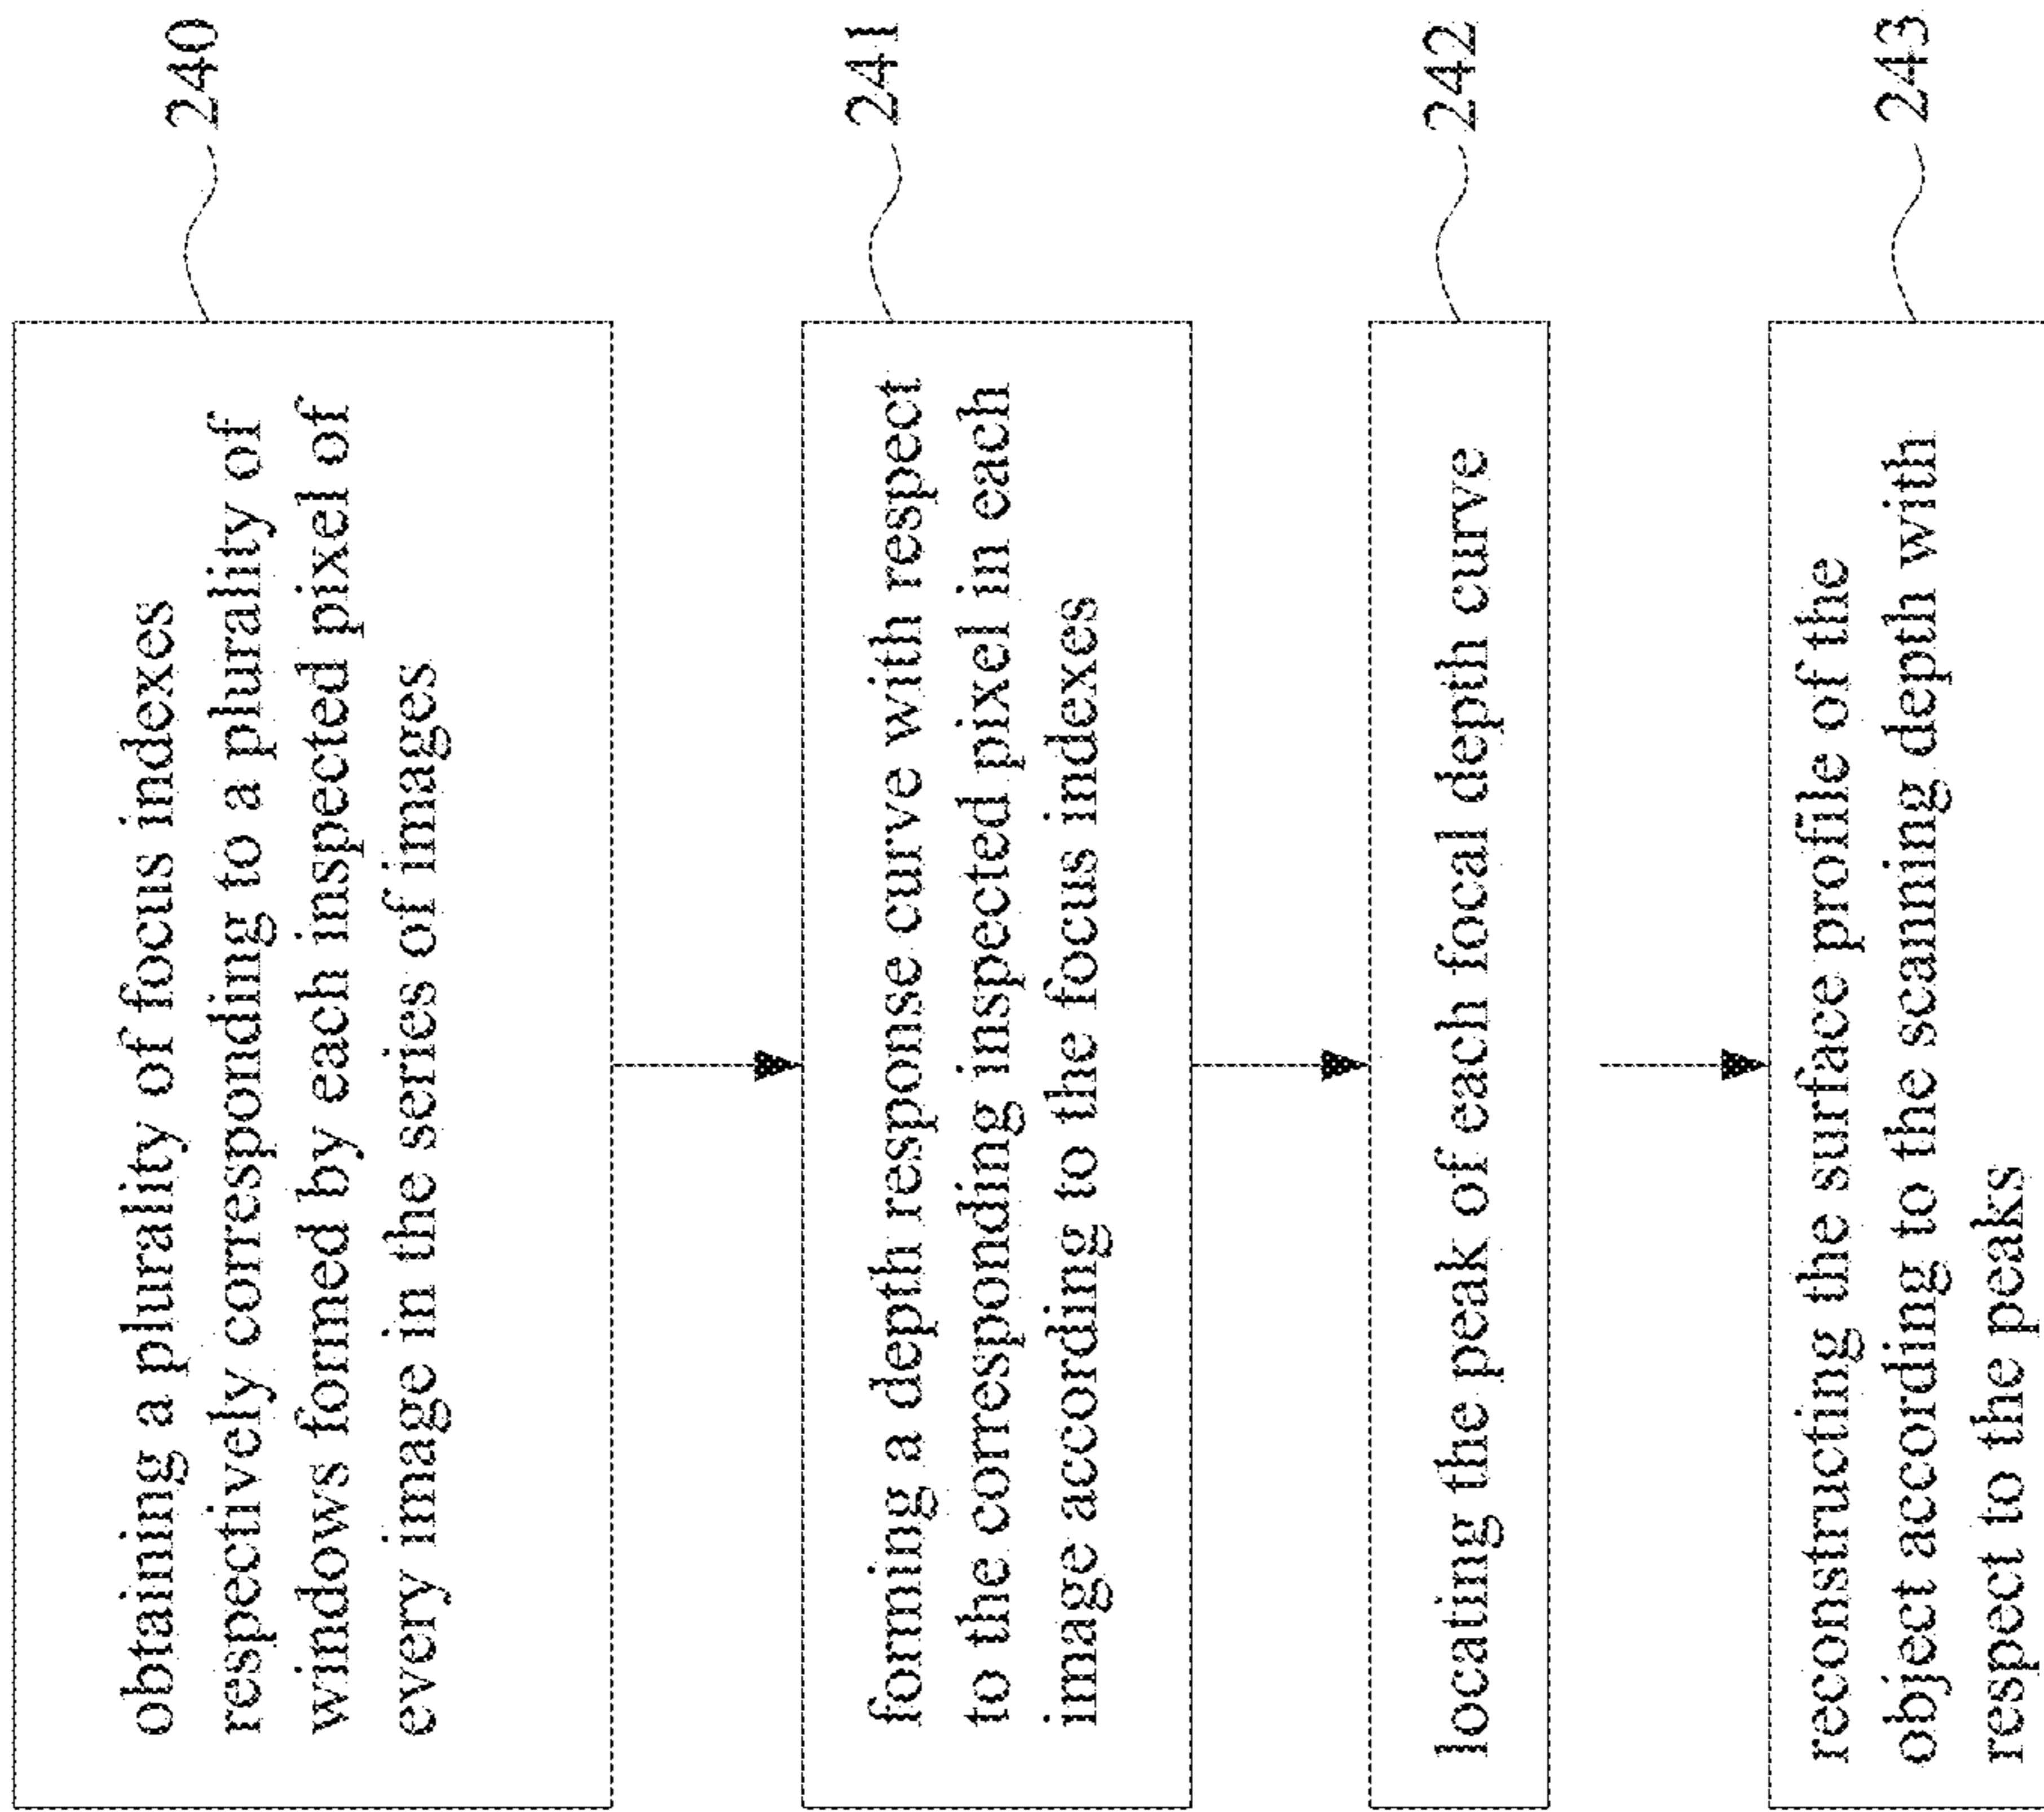 obtaining a plurality of focus indexes
respectively corresponding to a plurality of
windows formed by each inspected pixel of
every image in the series of images
240
forming a depth response curve with respect
to the corresponding inspected pixel in each
image according to the focus indexes
241
locating the peak of each focal depth curve
242
reconstructing the surface profile of the
object according to the scanning depth with
respect to the peaks
243